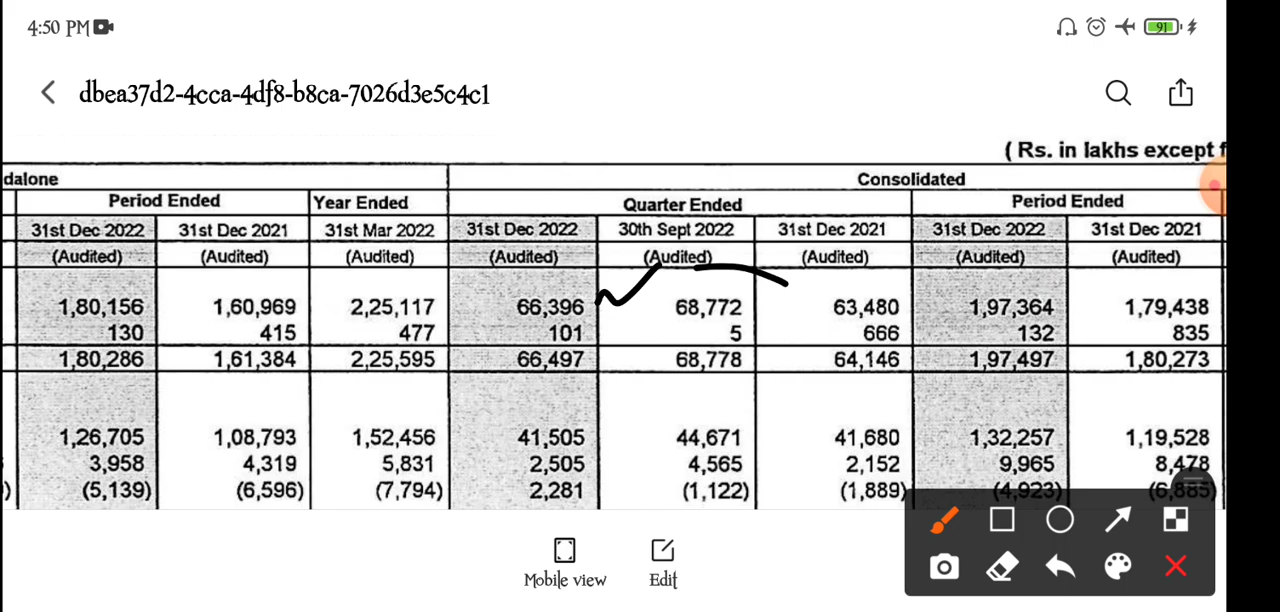 4:50 PM
91
dbea37d2-4cca-4df8-b8ca-7026d3e5c4c1
( Rs. in lakhs except f
dalone Consolidated
Period Ended Year Ended Quarter Ended Period Ended
31st Dec 2022 31st Dec 2021 31st Mar 2022 31st Dec 2022 30th Sept 2022 31st Dec 2021 31st Dec 2022 31st Dec 2021
(Audited) (Audited) (Audited) (Audited) (Audited) (Audited) (Audited) (Audited)
1,80,156 1,60,969 2,25,117 66,396 68,772 63,480 1,97,364 1,79,438
130 415 477 101 5 666 132 835
1,80,286 1,61,384 2,25,595 66,497 68,778 64,146 1,97,497 1,80,273
1,26,705 1,08,793 1,52,456 41,505 44,671 41,680 1,32,257 1,19,528
3,958 4,319 5,831 2,505 4,565 2,152 9,965 8,478
) (5,139) (6,596) (7,794) 2,281 (1,122) (1,889) (4,923) (6,885)
Mobile view Edit